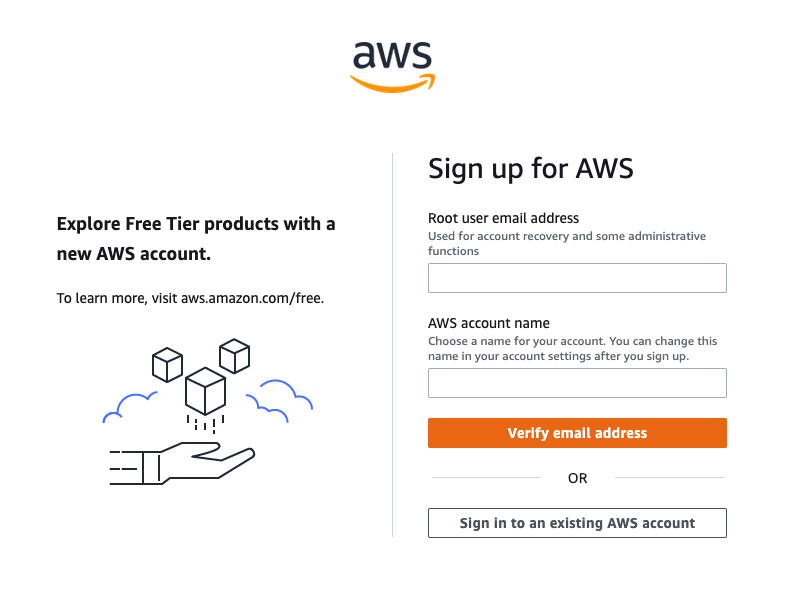 aws
Explore Free Tier products with a
new AWS account.
To learn more, visit aws.amazon.com/free.
Sign up for AWS
Root user email address
Used for account recovery and some administrative
functions
AWS account name
Choose a name for your account. You can change this
name in your account settings after you sign up.
Verify email address
OR
Sign in to an existing AWS account